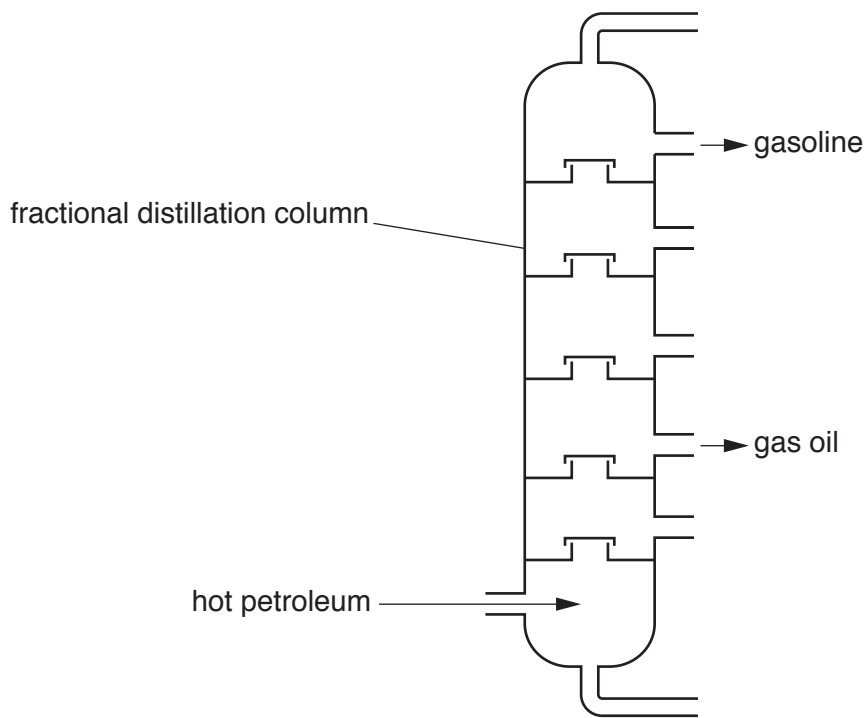 gasoline
fractional distillation column
gas oil
hot petroleum